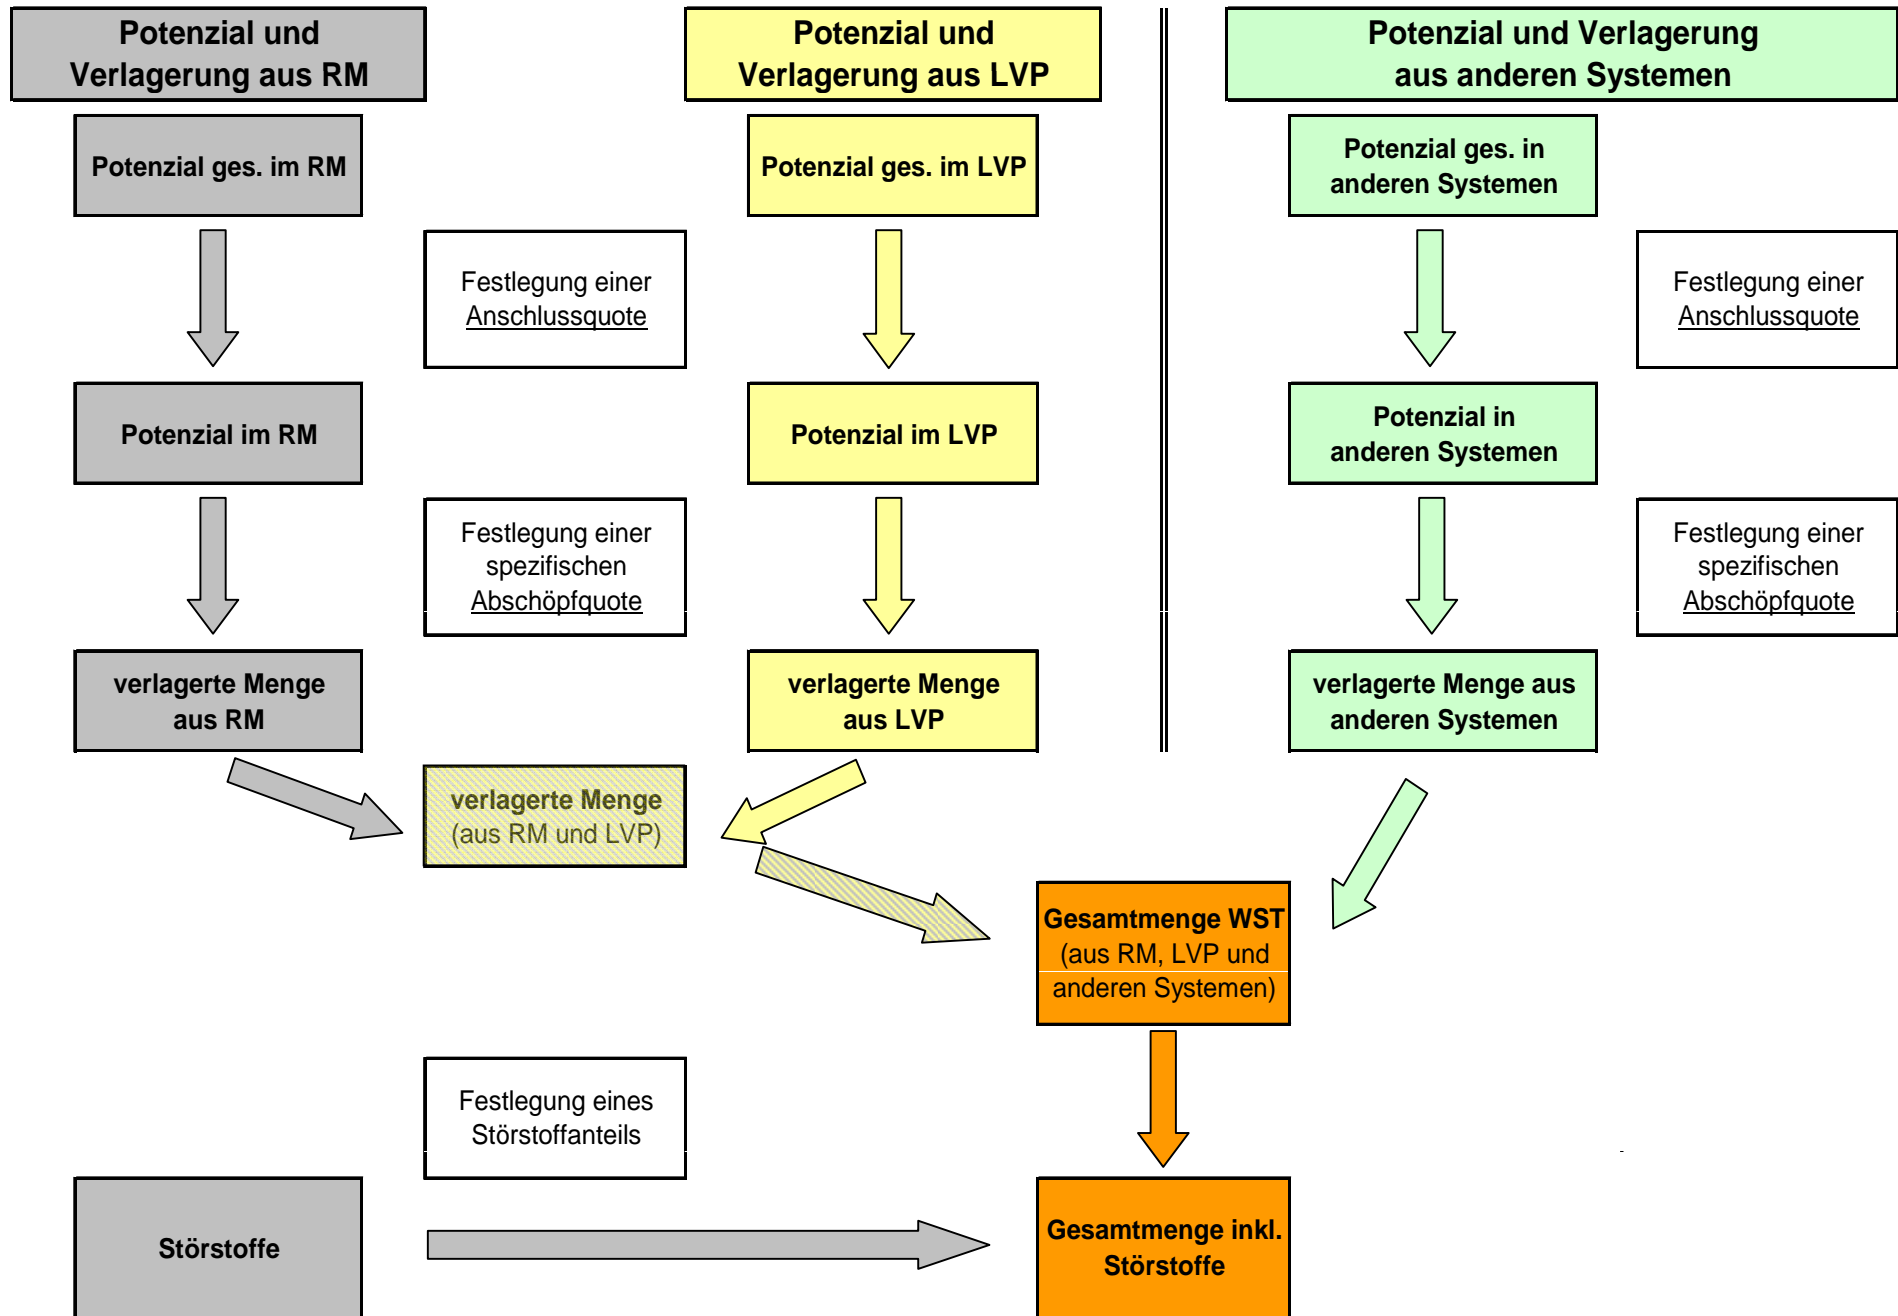 Potenzial und
Verlagerung aus RM
Potenzial und
Verlagerung aus LVP
Potenzial und Verlagerung
aus anderen Systemen
Potenzial ges. im RM
Potenzial ges. im LVP
Potenzial ges. in
anderen Systemen
Festlegung einer
Anschlussquote
Festlegung einer
Anschlussquote
Potenzial im RM
Potenzial im LVP
Potenzial in
anderen Systemen
Festlegung einer
spezifischen
Abschöpfquote
Festlegung einer
spezifischen
Abschöpfquote
verlagerte Menge
aus RM
verlagerte Menge
aus LVP
verlagerte Menge aus
anderen Systemen
verlagerte Menge
(aus RM und LVP)
Gesamtmenge WST
(aus RM, LVP und
anderen Systemen)
Festlegung eines
Störstoffanteils
Störstoffe
Gesamtmenge inkl.
Störstoffe